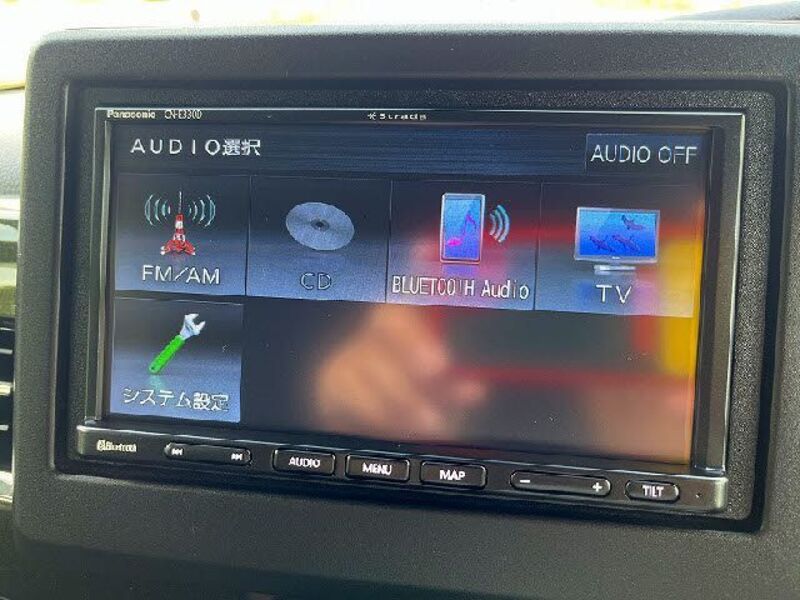 Panasonic CN-E330D Strada
AUDIO選択
AUDIO OFF
FM/AM
CD
BLUETOOTH Audio
TV
システム設定
Bluetooth
AUDIO
MENU
MAP
− +
TILT